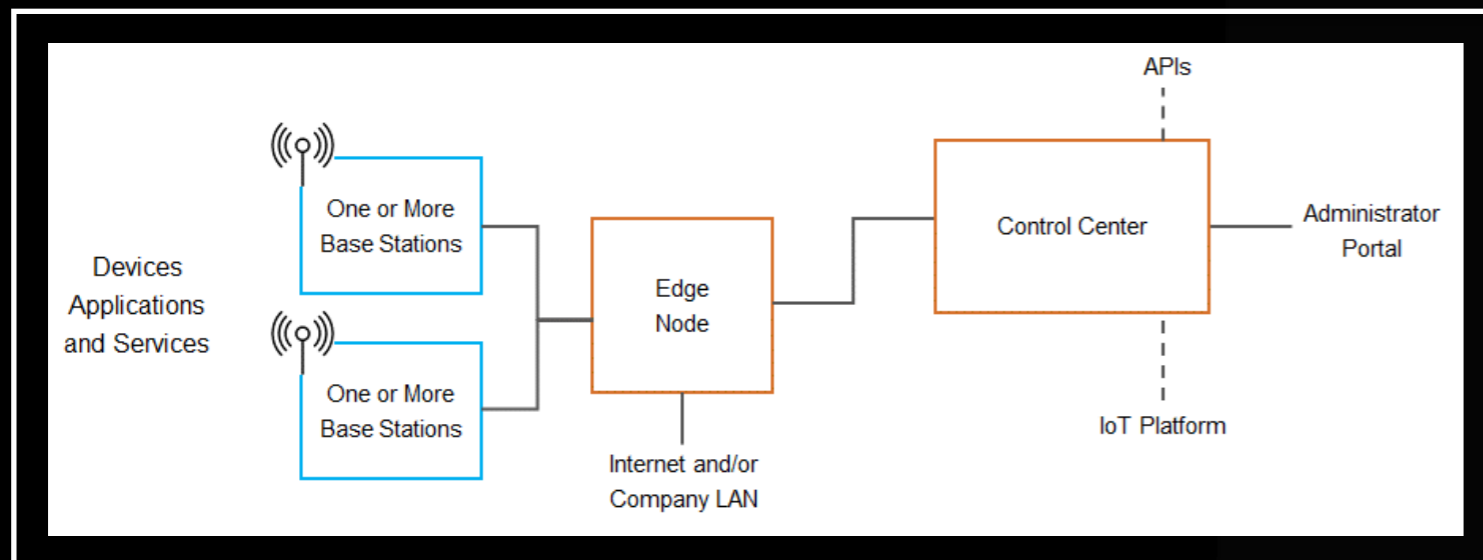 Devices
Applications
and Services
One or More
Base Stations
One or More
Base Stations
Edge
Node
Internet and/or
Company LAN
Control Center
APIs
Administrator
Portal
IoT Platform